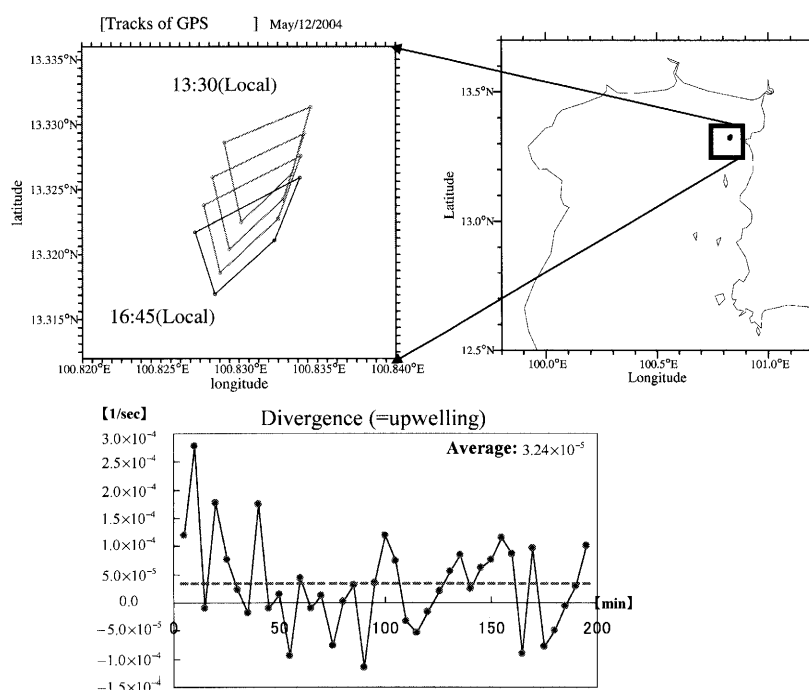 [Tracks of GPS ] May/12/2004
13.335°N
13.330°N
13.325°N
13.320°N
13.315°N
latitude
13:30(Local)
16:45(Local)
100.820°E 100.825°E 100.830°E 100.835°E 100.840°E
longitude
13.5°N
13.0°N
12.5°N
Latitude
100.0°E 100.5°E 101.0°E
Longitude
【1/sec】 Divergence (=upwelling)
Average: 3.24×10⁻⁵
3.0×10⁻⁴
2.5×10⁻⁴
2.0×10⁻⁴
1.5×10⁻⁴
1.0×10⁻⁴
5.0×10⁻⁵
0.0
−5.0×10⁻⁵
−1.0×10⁻⁴
−1.5×10⁻⁴
0 50 100 150 200
【min】